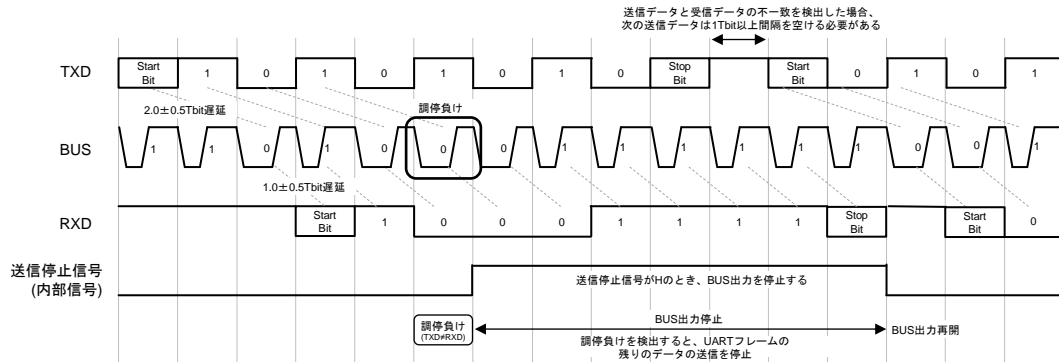 送信データと受信データの不一致を検出した場合、
次の送信データは1Tbit以上間隔を空ける必要がある
TXD
Start
Bit
1
0
1
0
1
0
1
0
Stop
Bit
Start
Bit
0
1
0
1
2.0±0.5Tbit遅延
調停負け
BUS
1
1
0
1
0
0
0
1
1
1
1
1
0
0
0
1
1.0±0.5Tbit遅延
RXD
Start
Bit
1
0
0
0
1
1
1
1
Stop
Bit
Start
Bit
0
送信停止信号
(内部信号)
送信停止信号がHのとき、BUS出力を停止する
調停負け
(TXD≠RXD)
BUS出力停止
BUS出力再開
調停負けを検出すると、UARTフレームの
残りのデータの送信を停止